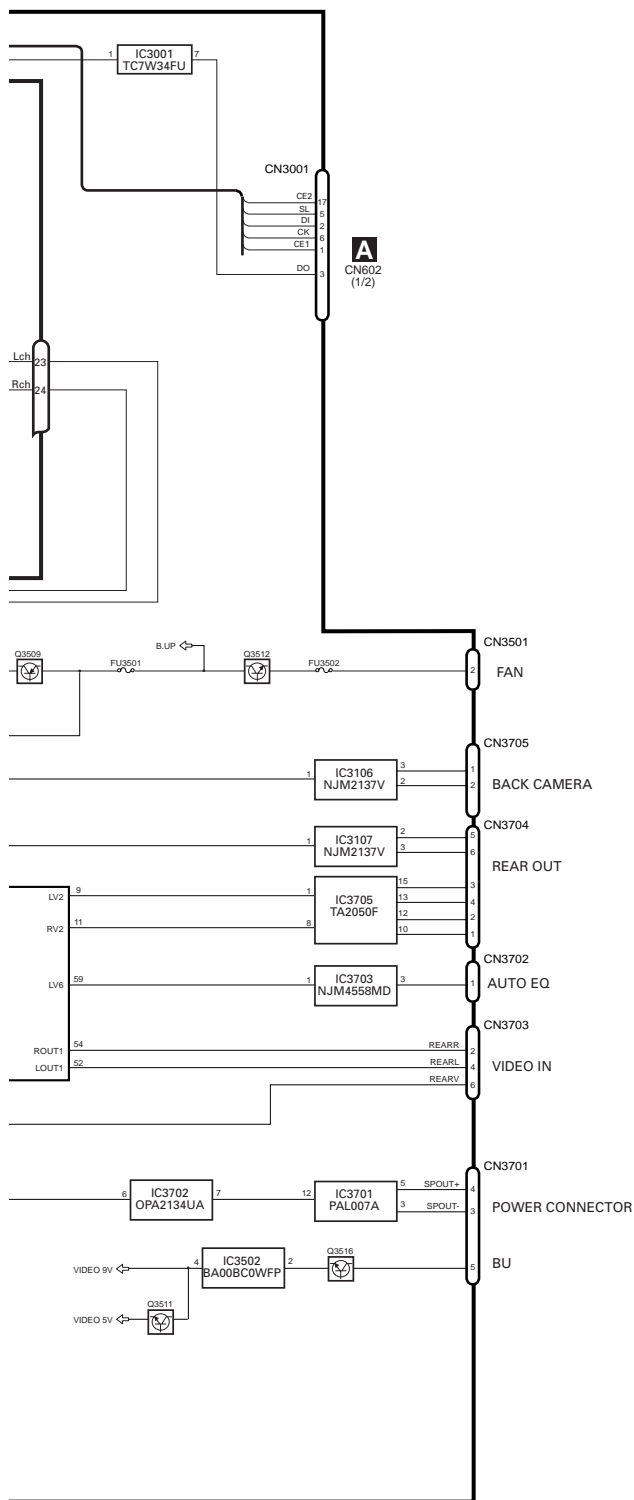 1 IC3001 7
TC7W34FU
CN3001
CE2 17
SL 5
DI 2
CK 6
CE1 1
DO 3
A
CN602
(1/2)
Lch 23
Rch 24
B.UP
Q3509
FU3501
Q3512
FU3502
CN3501
2
FAN
CN3705
1 IC3106 3 1
NJM2137V 2 2
BACK CAMERA
CN3704
1 IC3107 2 5
NJM2137V 3 6
REAR OUT
LV2 9 1 IC3705 15 3
TA2050F 13 4
RV2 11 8 12 2
10 1
CN3702
LV6 59 1 IC3703 3 1
NJM4558MD
AUTO EQ
CN3703
ROUT1 54 REARR 2
LOUT1 52 REARL 4
VIDEO IN
REARV 6
CN3701
6 IC3702 7 12 IC3701 5 SPOUT+ 4
OPA2134UA PAL007A 3 SPOUT- 3
POWER CONNECTOR
VIDEO 9V 4 IC3502 2 Q3516 5
BA00BC0WFP
BU
Q3511
VIDEO 5V